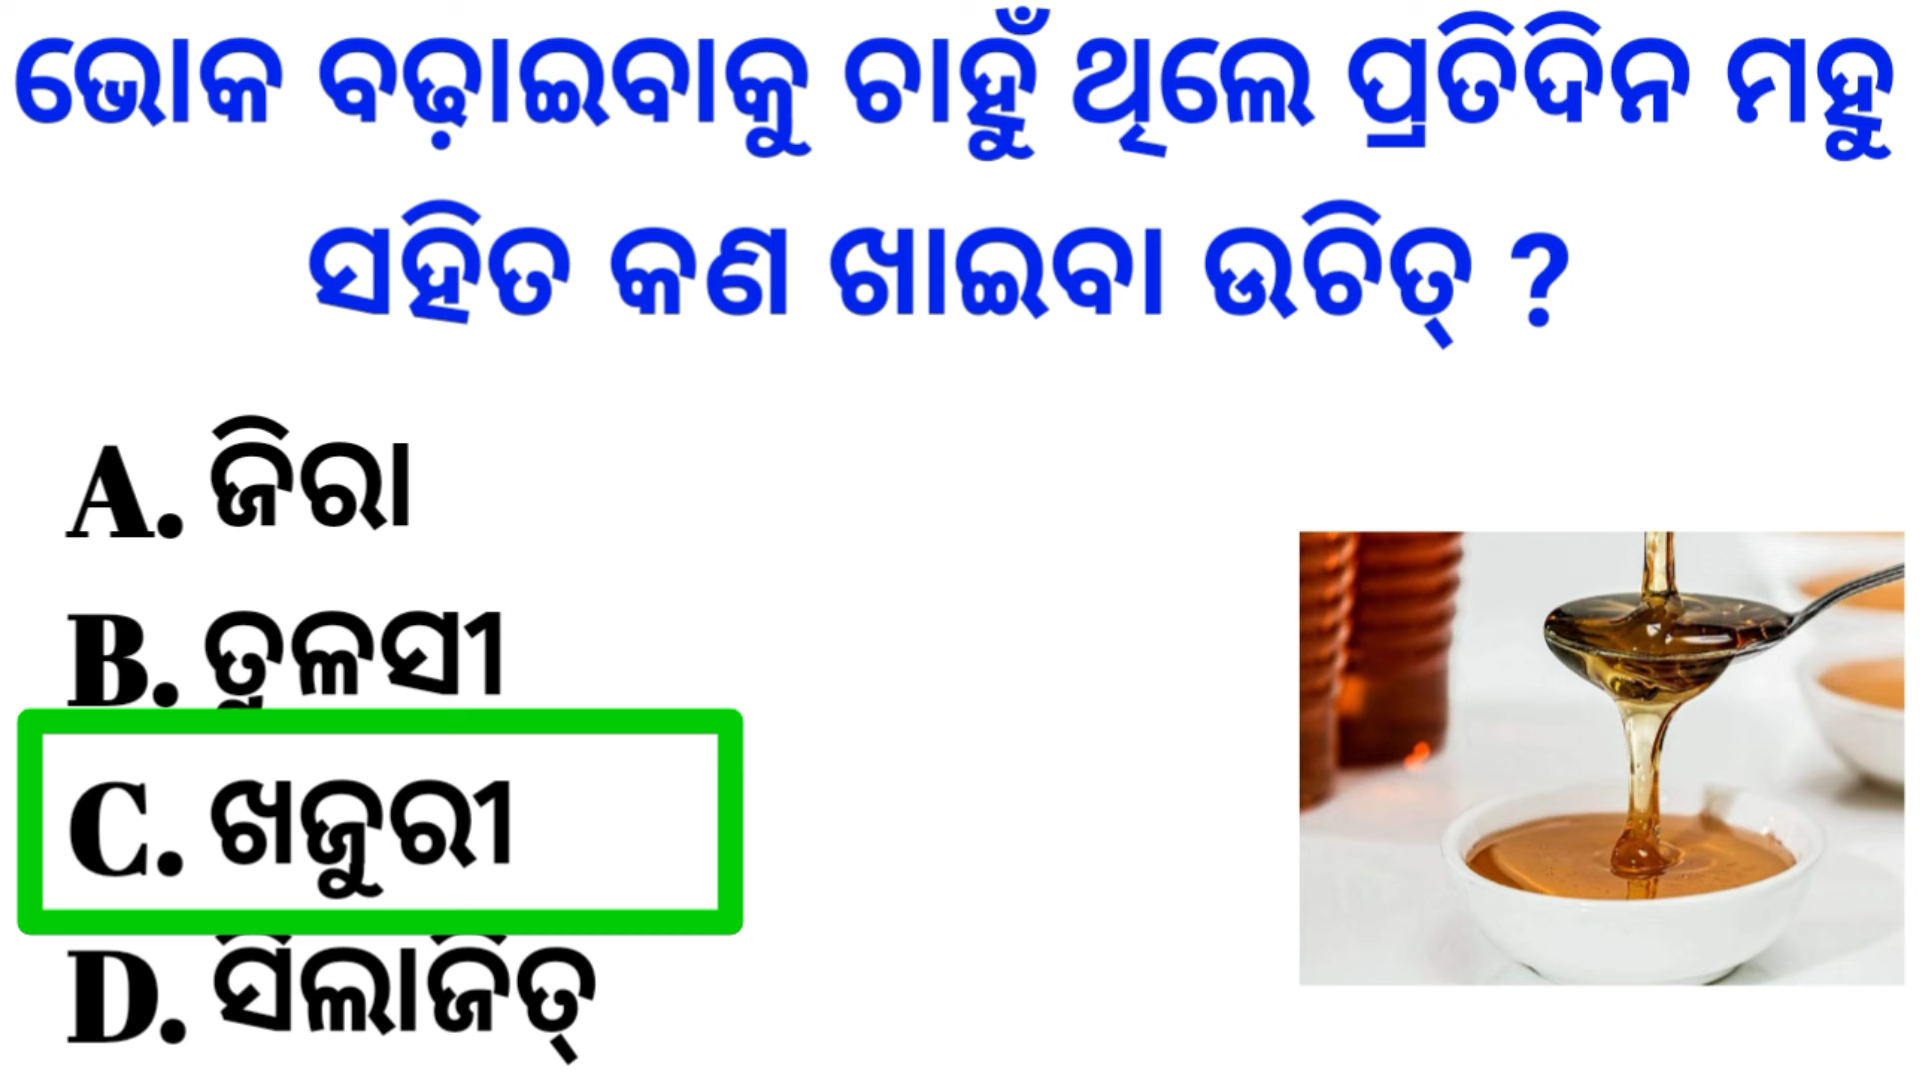 ଭୋକ ବଢ଼ାଇବାକୁ ଚାହୁଁ ଥିଲେ ପ୍ରତିଦିନ ମହୁ
ସହିତ କଣ ଖାଇବା ଉଚିତ୍ ?
A. ଜିରା
B. ତୁଳସୀ
C. ଖଜୁରୀ
D. ସିଲାଜିତ୍